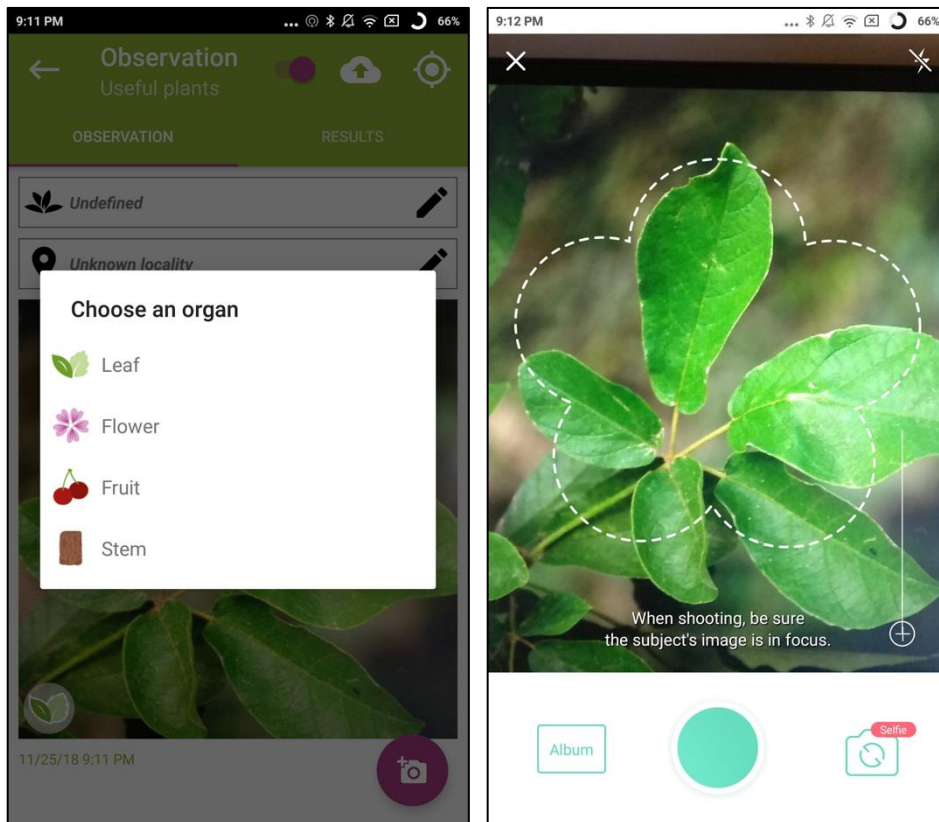 9:11 PM
66%
Observation
Useful plants
OBSERVATION
RESULTS
Undefined
Unknown locality
Choose an organ
Leaf
Flower
Fruit
Stem
11/25/18 9:11 PM
9:12 PM
66%
When shooting, be sure
the subject's image is in focus.
Album
Selfie